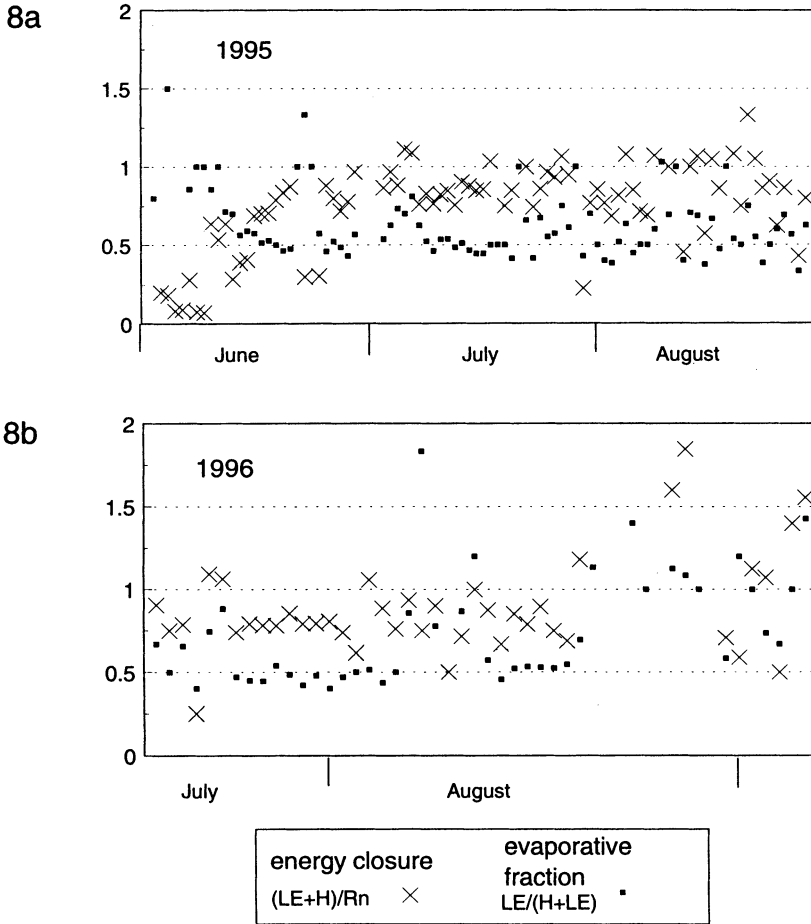 8a
2
1995
1.5
1
0.5
0
June July August
8b
2
1996
1.5
1
0.5
0
July August
energy closure
(LE+H)/Rn
evaporative
fraction
LE/(H+LE)